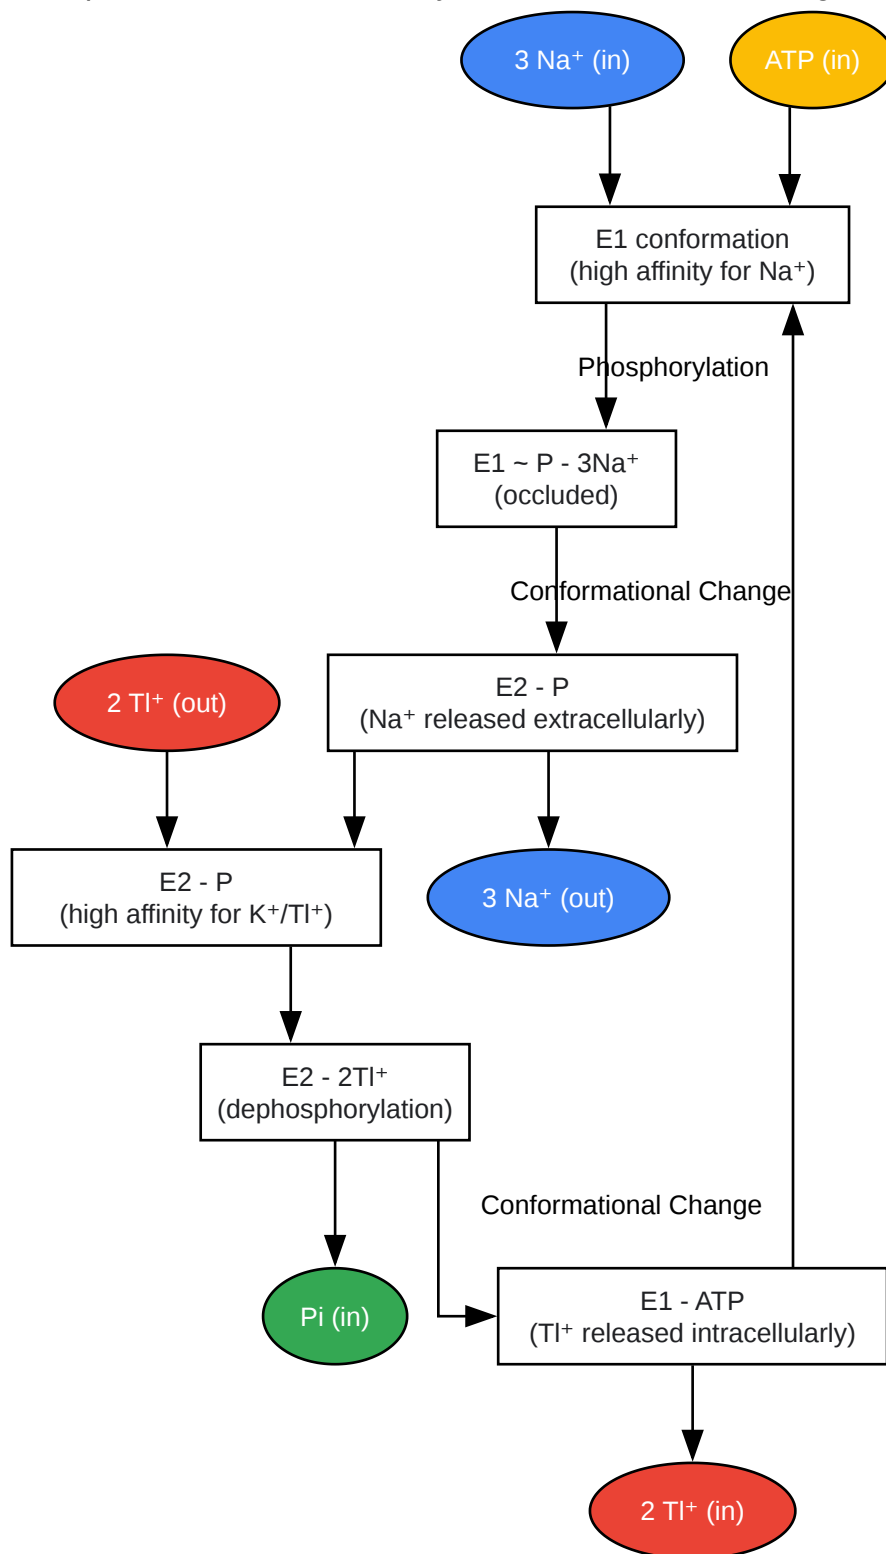 3 Na⁺ (in)
ATP (in)
E1 conformation
(high affinity for Na⁺)
Phosphorylation
E1 ~ P - 3Na⁺
(occluded)
Conformational Change
E2 - P
(Na⁺ released extracellularly)
2 Tl⁺ (out)
E2 - P
(high affinity for K⁺/Tl⁺)
3 Na⁺ (out)
E2 - 2Tl⁺
(dephosphorylation)
Conformational Change
Pi (in)
E1 - ATP
(Tl⁺ released intracellularly)
2 Tl⁺ (in)